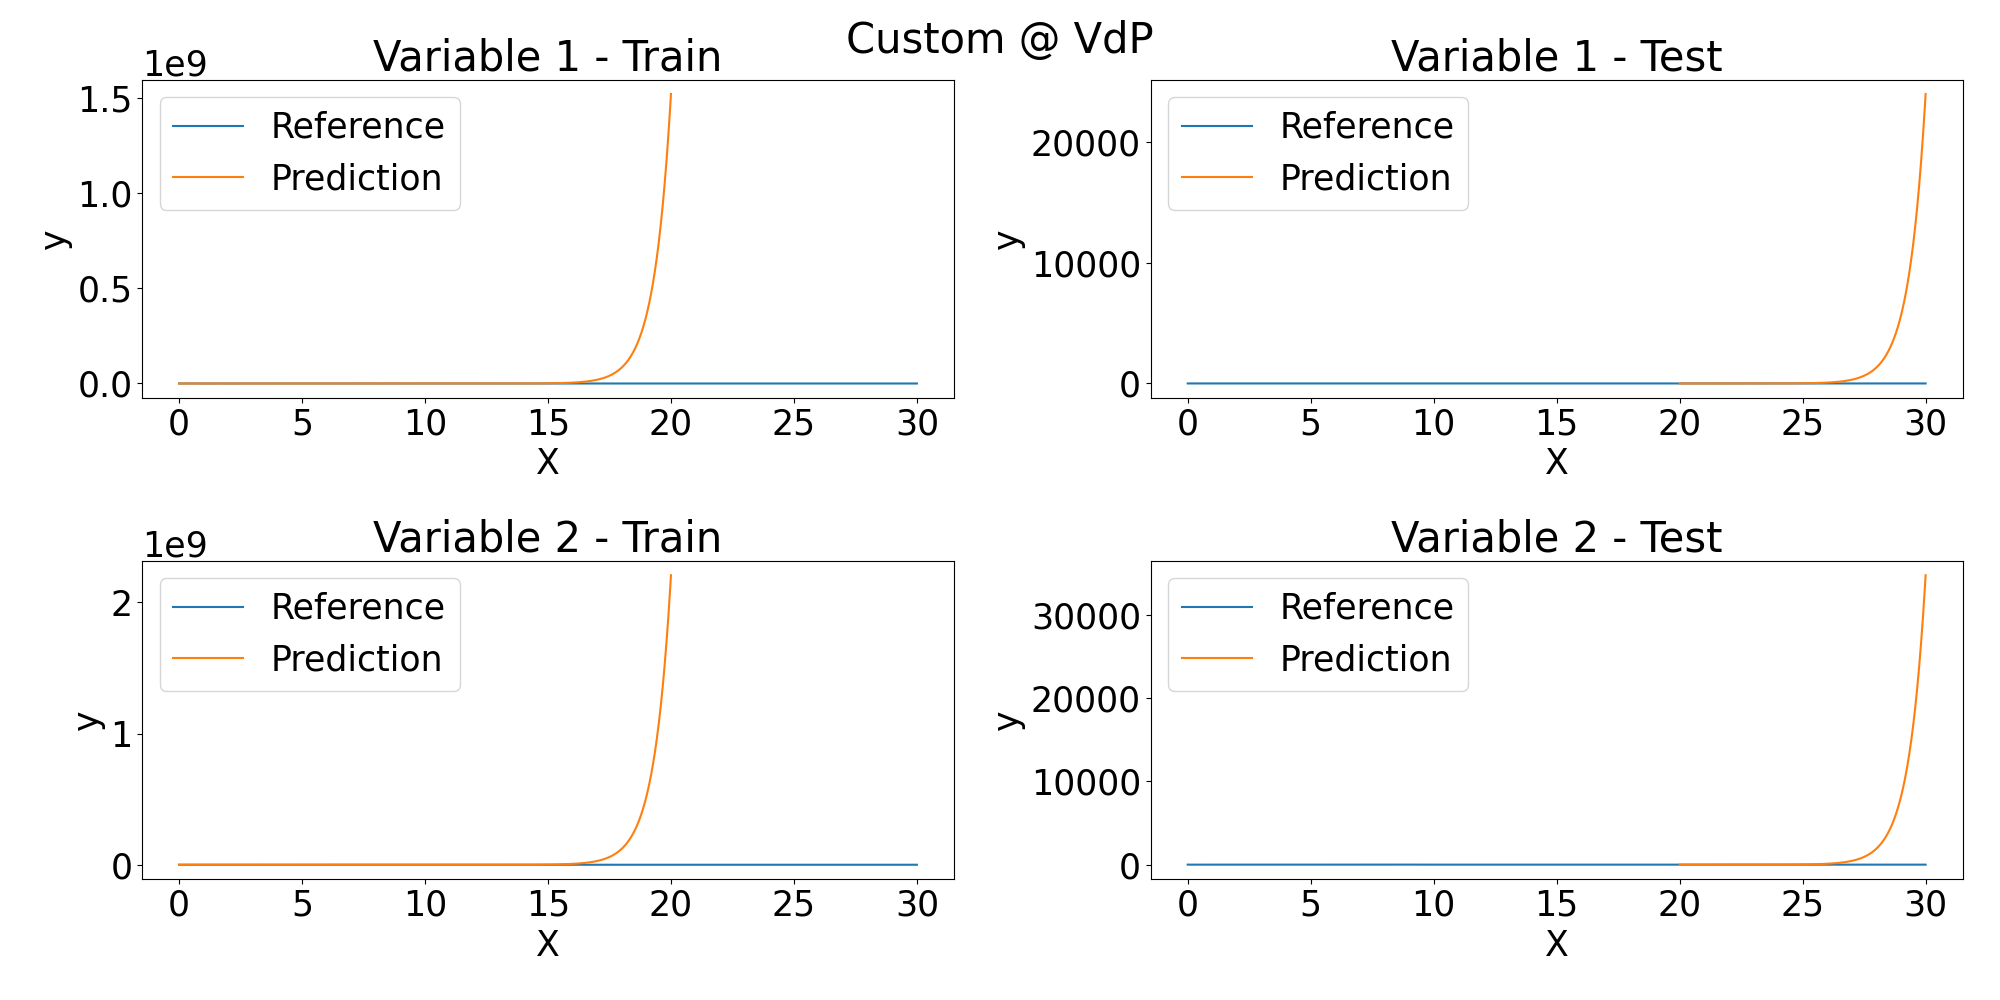 Custom @ VdP
Variable 1 - Train
1e9
1.5
1.0
0.5
0.0
y
Reference
Prediction
0 5 10 15 20 25 30
X
Variable 1 - Test
20000
10000
0
y
Reference
Prediction
0 5 10 15 20 25 30
X
Variable 2 - Train
1e9
2
1
0
y
Reference
Prediction
0 5 10 15 20 25 30
X
Variable 2 - Test
30000
20000
10000
0
y
Reference
Prediction
0 5 10 15 20 25 30
X